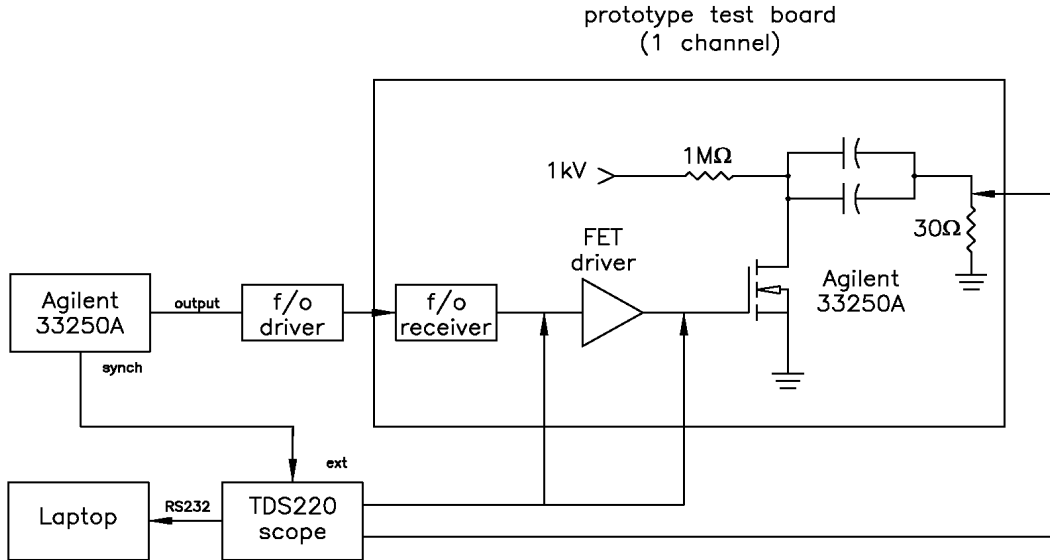 prototype test board
(1 channel)
1kV
1MΩ
30Ω
FET
driver
Agilent
33250A
Agilent
33250A
output
f/o
driver
f/o
receiver
synch
ext
Laptop
RS232
TDS220
scope